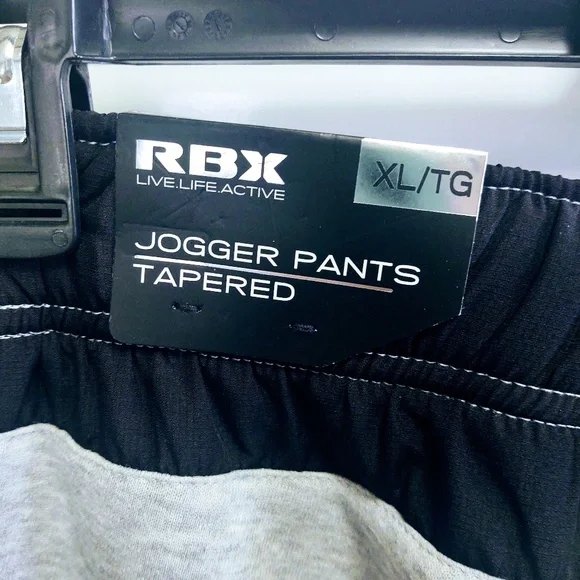 RBX
LIVE.LIFE.ACTIVE
XL/TG
JOGGER PANTS
TAPERED